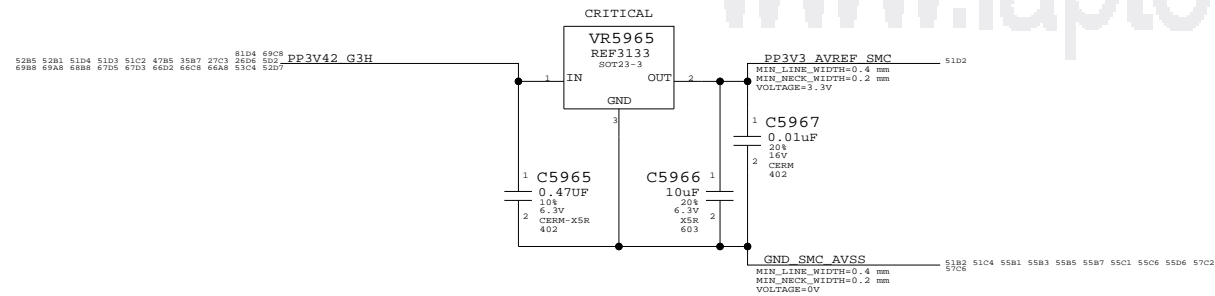 www.lapto
CRITICAL
VR5965
REF3133
SOT23-3
81D4 69C8
52B5 52B1 51D4 51D3 51C2 47B5 35B7 27C3 26D6 5D2
69B8 69A8 68B8 67D5 67D3 66D2 66C8 66A8 53C4 52D7
PP3V42_G3H
1 IN OUT 2
GND
3
PP3V3_AVREF_SMC
MIN_LINE_WIDTH=0.4 mm
MIN_NECK_WIDTH=0.2 mm
VOLTAGE=3.3V
51D2
1 C5967
0.01uF
20%
16V
2 CERM
402
1 C5965
0.47UF
10%
6.3V
2 CERM-X5R
402
C5966 1
10uF
20%
6.3V
X5R 2
603
GND_SMC_AVSS
MIN_LINE_WIDTH=0.4 mm
MIN_NECK_WIDTH=0.2 mm
VOLTAGE=0V
51B2 51C4 55B1 55B3 55B5 55B7 55C1 55C6 55D6 57C2
57C6